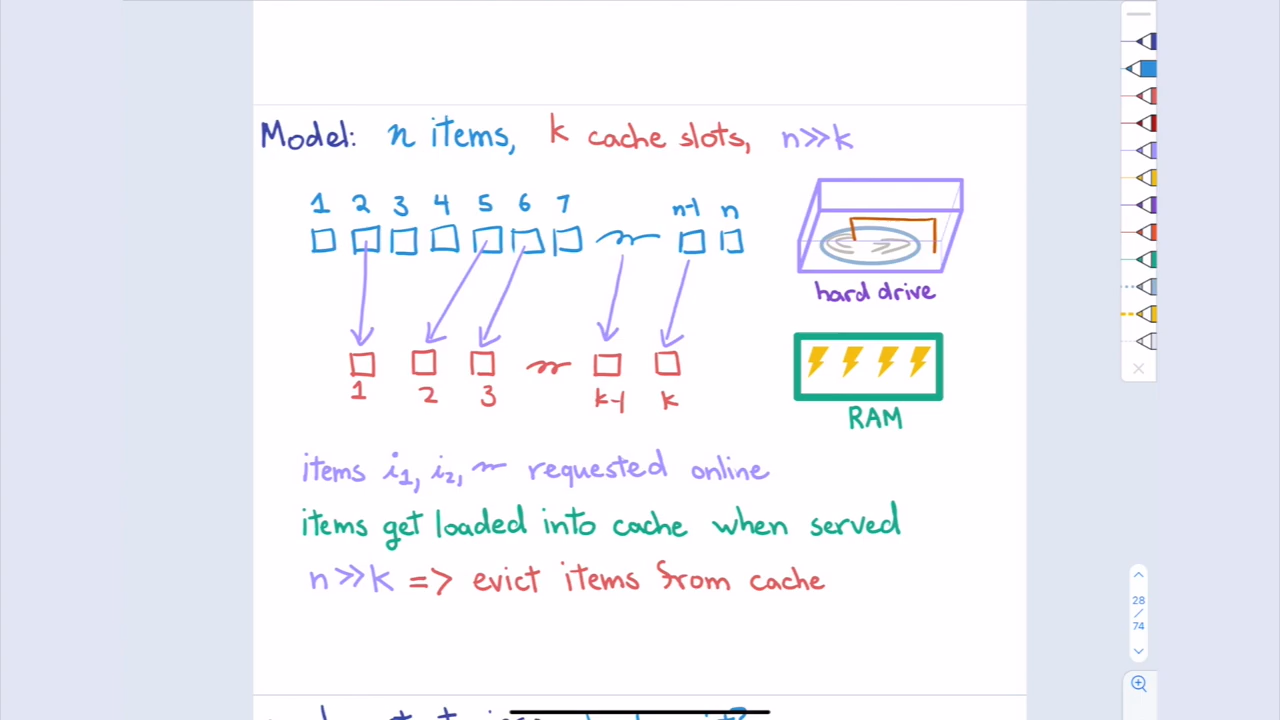 Model: n items, k cache slots, n>>k
1 2 3 4 5 6 7 n-1 n
hard drive
1 2 3 k-1 k
RAM
items i1, i2, ~ requested online
items get loaded into cache when served
n>>k => evict items from cache
28
/
74